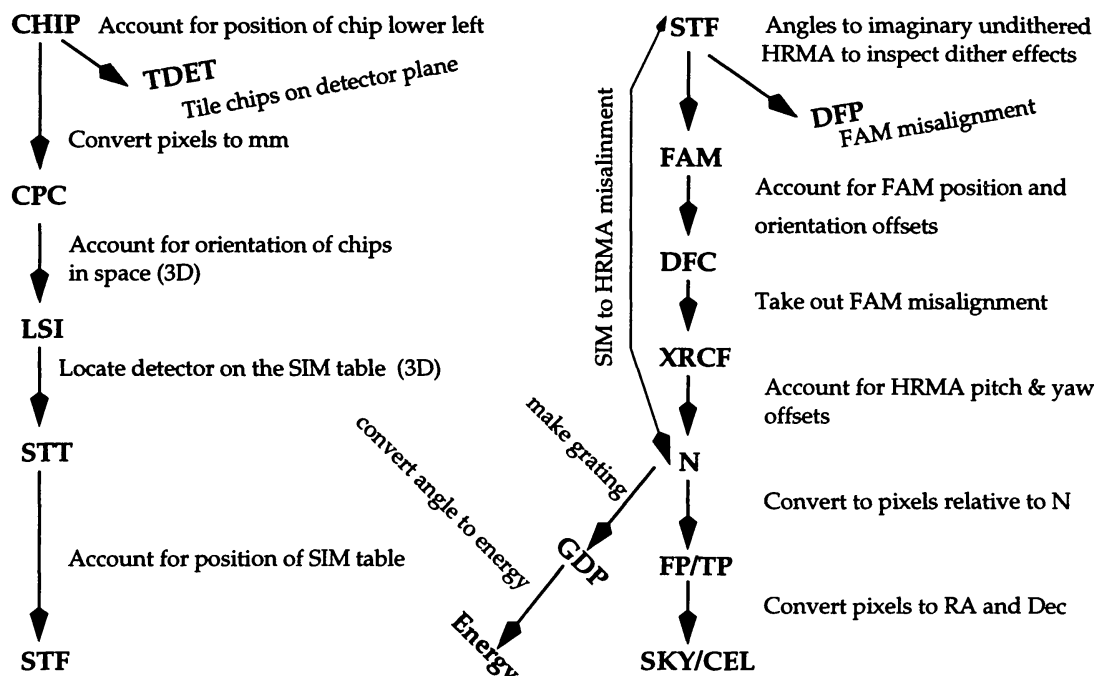 CHIP
Account for position of chip lower left
TDET
Tile chips on detector plane
Convert pixels to mm
CPC
Account for orientation of chips
in space (3D)
LSI
Locate detector on the SIM table (3D)
STT
Account for position of SIM table
STF
STF
Angles to imaginary undithered
HRMA to inspect dither effects
DFP
FAM misalignment
FAM
SIM to HRMA misalinment
Account for FAM position and
orientation offsets
DFC
Take out FAM misalignment
XRCF
Account for HRMA pitch & yaw
offsets
N
make grating
convert angle to energy
GDP
Energy
Convert to pixels relative to N
FP/TP
Convert pixels to RA and Dec
SKY/CEL